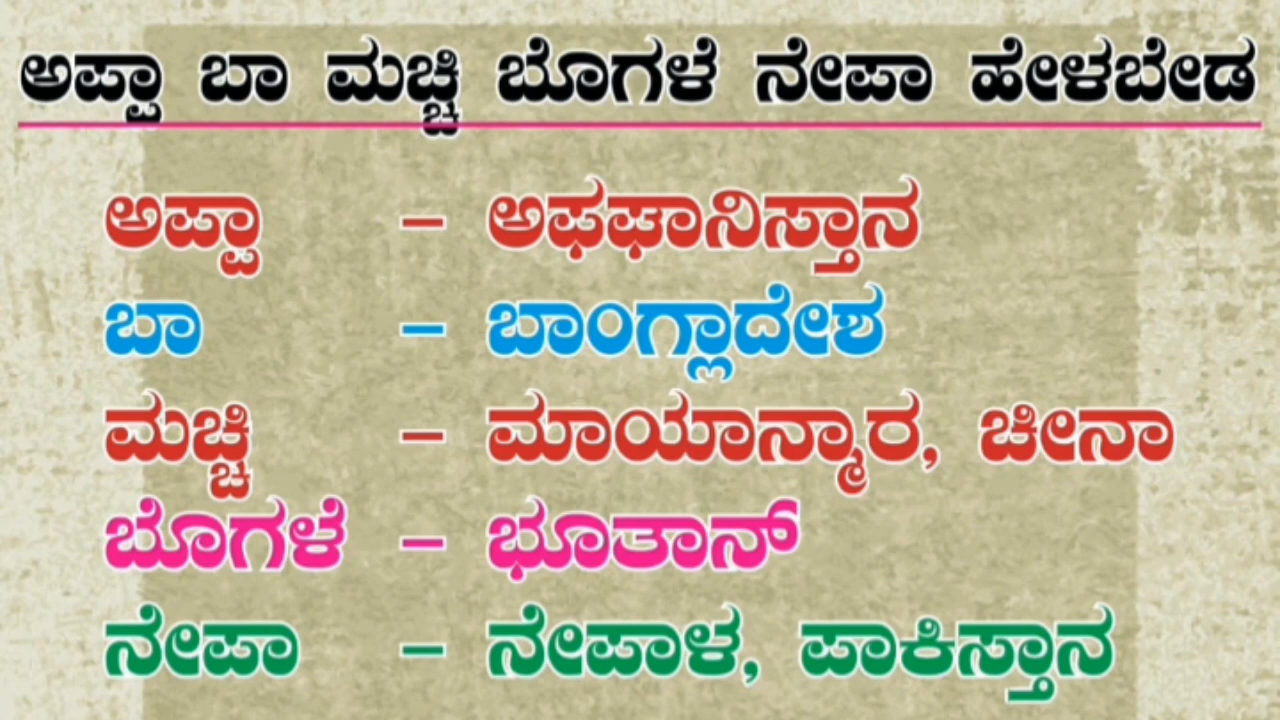 ಅಪ್ಪಾ ಬಾ ಮಚ್ಚಿ ಬೊಗಳೆ ನೇಪಾ ಹೇಳಬೇಡ
ಅಪ್ಪಾ – ಅಫಘಾನಿಸ್ತಾನ
ಬಾ – ಬಾಂಗ್ಲಾದೇಶ
ಮಚ್ಚಿ – ಮಾಯಾನ್ಮಾರ, ಚೀನಾ
ಬೊಗಳೆ – ಭೂತಾನ್
ನೇಪಾ – ನೇಪಾಳ, ಪಾಕಿಸ್ತಾನ